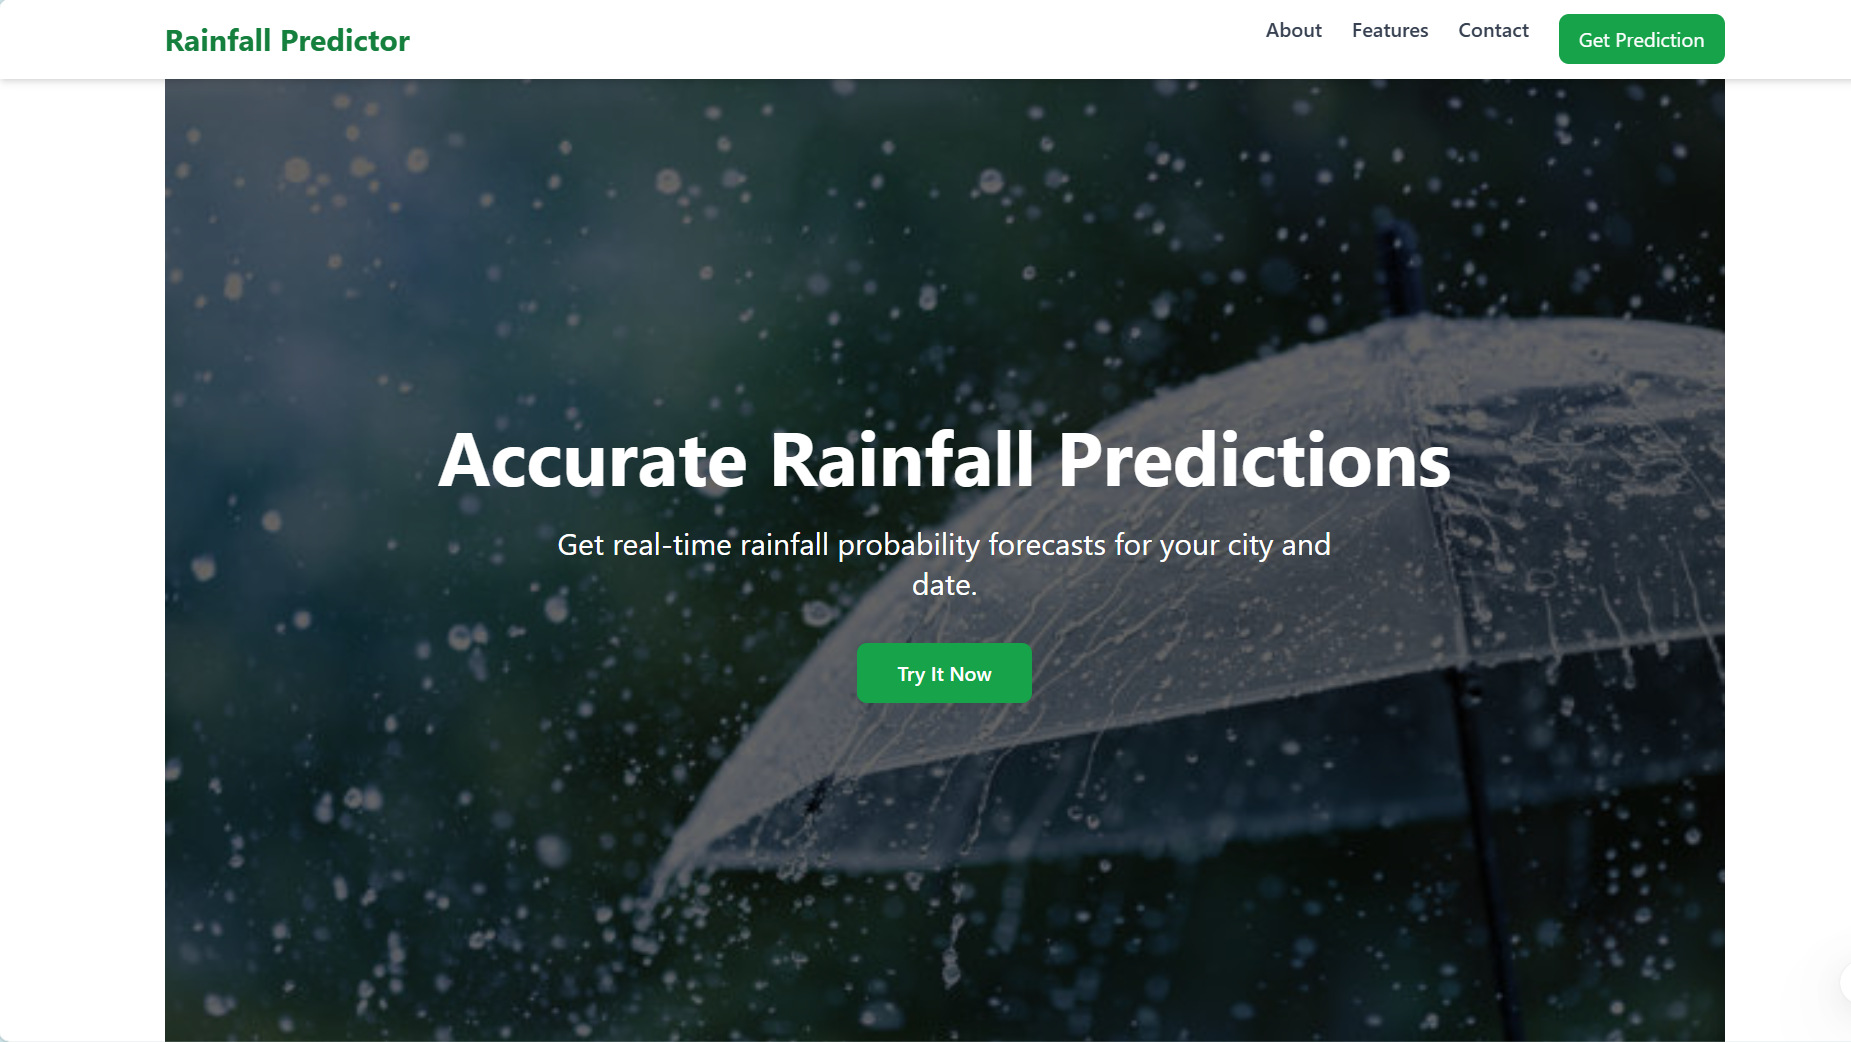 Rainfall Predictor
About
Features
Contact
Get Prediction
Accurate Rainfall Predictions
Get real-time rainfall probability forecasts for your city and
date.
Try It Now